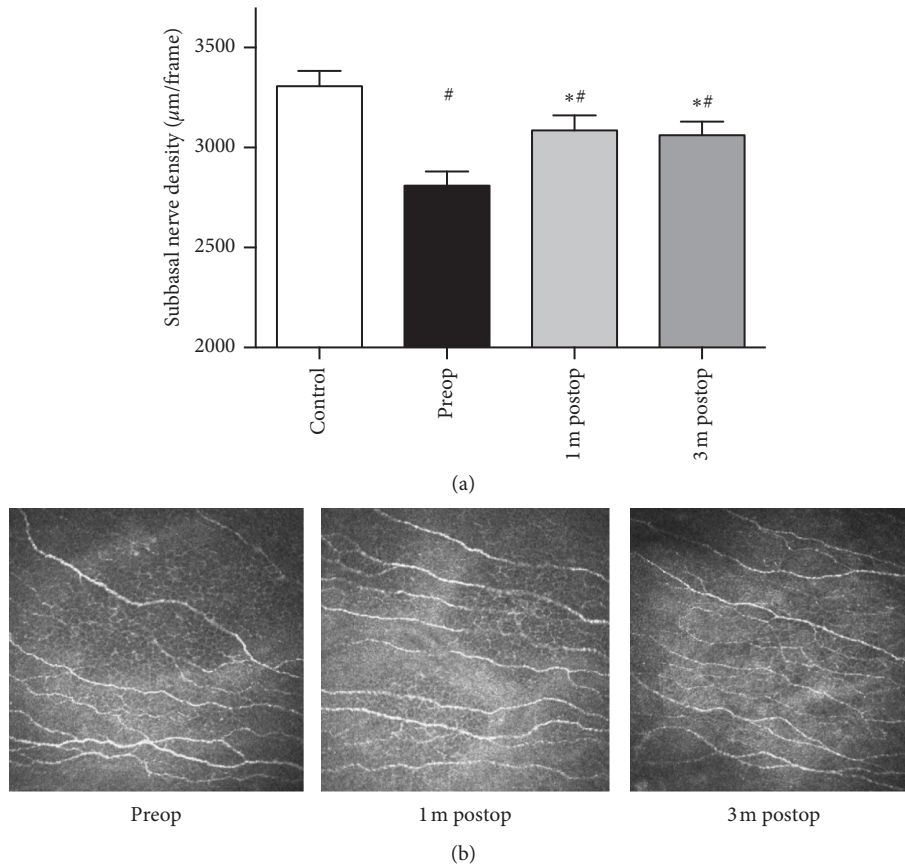 Subbasal nerve density (μm/frame)
3500
3000
2500
2000
#
*#
*#
Control
Preop
1 m postop
3 m postop
(a)
Preop
1 m postop
3 m postop
(b)